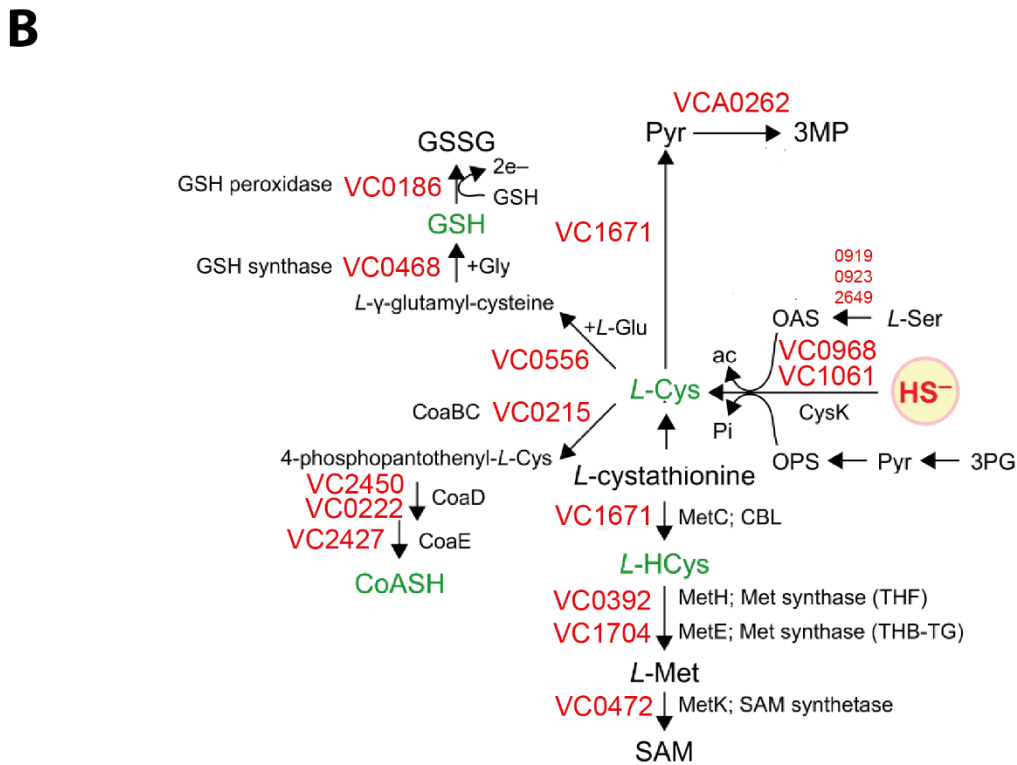 B
VCA0262
Pyr
3MP
GSSG
2e–
GSH peroxidase
VC0186
GSH
GSH
VC1671
GSH synthase
VC0468
+Gly
0919
0923
2649
L-γ-glutamyl-cysteine
+L-Glu
OAS
L-Ser
VC0556
ac
VC0968
VC1061
L-Cys
HS–
CoaBC
VC0215
CysK
Pi
4-phosphopantothenyl-L-Cys
OPS
Pyr
3PG
L-cystathionine
VC2450
VC0222
CoaD
VC1671
MetC; CBL
VC2427
CoaE
L-HCys
CoASH
VC0392
MetH; Met synthase (THF)
VC1704
MetE; Met synthase (THB-TG)
L-Met
VC0472
MetK; SAM synthetase
SAM